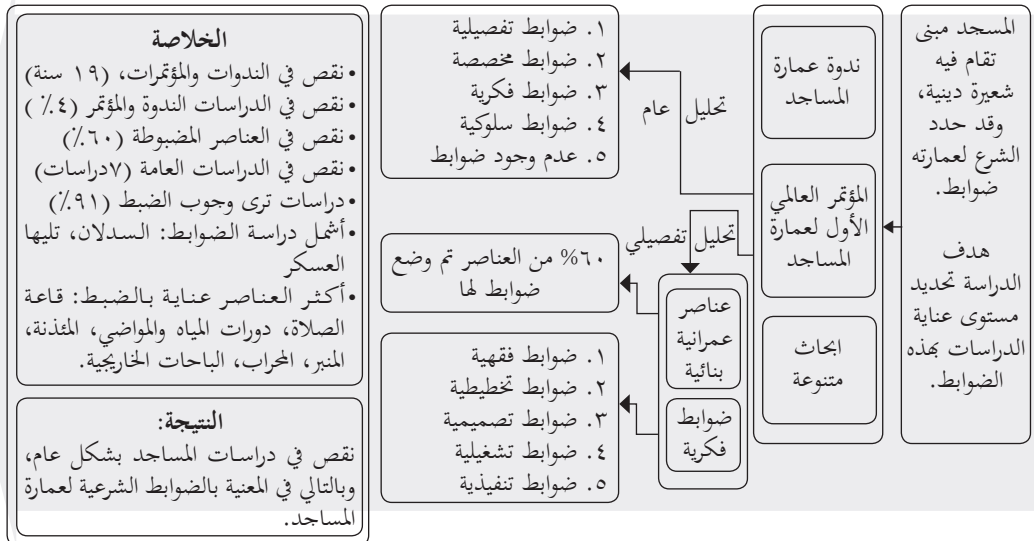 المسجد مبنى
تقام فيه
شعيرة دينية،
وقد حدد
الشرع لعمارته
ضوابط.
هدف
الدراسة تحديد
مستوى عناية
الدراسات بهذه
الضوابط.
ندوة عمارة
المساجد
المؤتمر العالمي
الأول لعمارة
المساجد
ابحاث
متنوعة
تحليل عام
تحليل تفصيلي
عناصر
عمرانية
بنائية
ضوابط
فكرية
١. ضوابط تفصيلية
٢. ضوابط مخصصة
٣. ضوابط فكرية
٤. ضوابط سلوكية
٥. عدم وجود ضوابط
٦٠% من العناصر تم وضع
ضوابط لها
١. ضوابط فقهية
٢. ضوابط تخطيطية
٣. ضوابط تصميمية
٤. ضوابط تشغيلية
٥. ضوابط تنفيذية
الخلاصة
• نقص في الندوات والمؤتمرات، (١٩ سنة)
• نقص في الدراسات الندوة والمؤتمر (٤٪ )
• نقص في العناصر المضبوطة (٦٠٪)
• نقص في الدراسات العامة (٧دراسات)
• دراسات ترى وجوب الضبط (٩١٪)
• أشمل دراسة الضوابط: السدلان، تليها
العسكر
• أكثر العناصر عناية بالضبط: قاعة
الصلاة، دورات المياه والمواضي، المئذنة،
المنبر، المحراب، الباحات الخاريجية.
النتيجة:
نقص في دراسات المساجد بشكل عام،
وبالتالي في المعنية بالضوابط الشرعية لعمارة
المساجد.